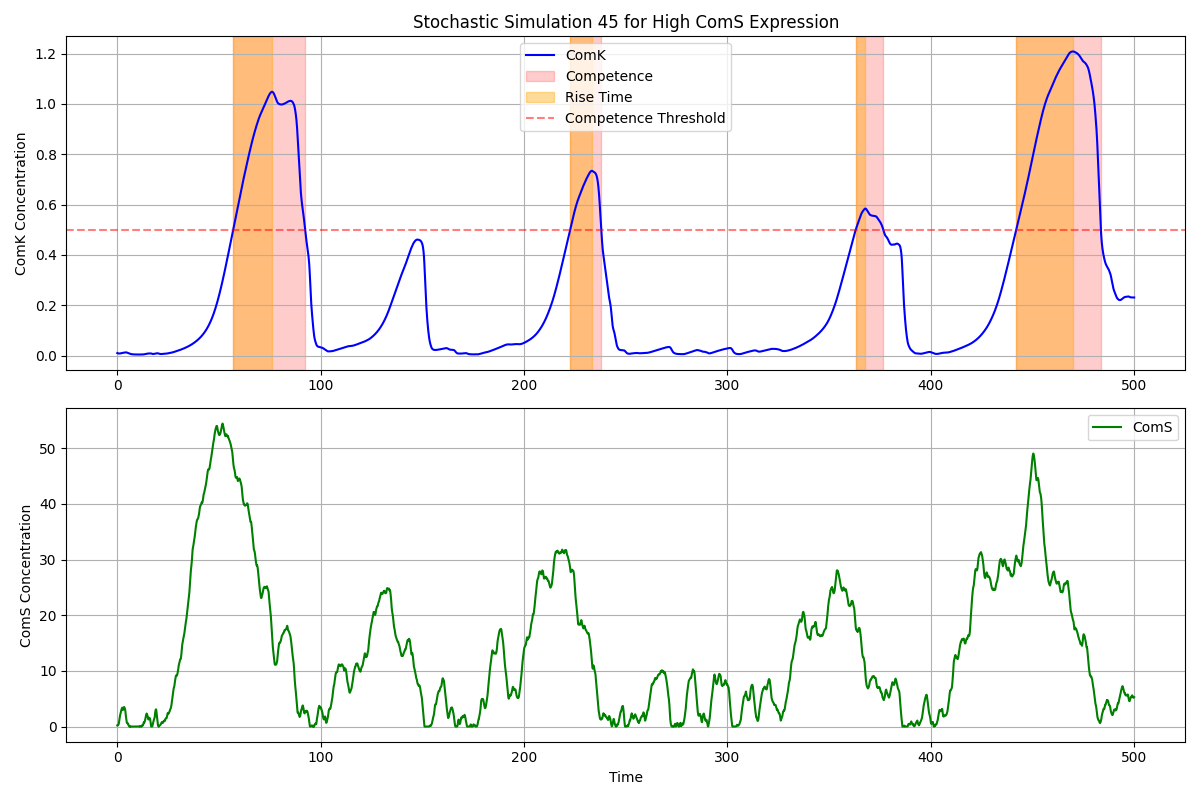 Stochastic Simulation 45 for High ComS Expression
ComK Concentration
1.2
1.0
0.8
0.6
0.4
0.2
0.0
ComK
Competence
Rise Time
Competence Threshold
0 100 200 300 400 500
ComS Concentration
50
40
30
20
10
0
ComS
0 100 200 300 400 500
Time